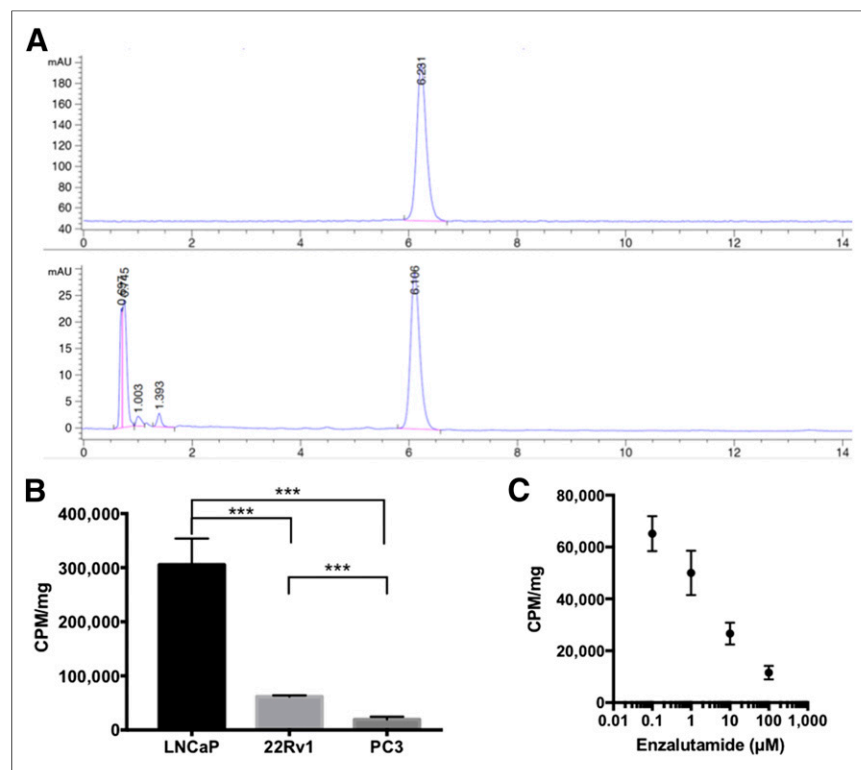 A
mAU
180
160
140
120
100
80
60
40
6.231
0 2 4 6 8 10 12 14
mAU
25
20
15
10
5
0
0.697
0.745
1.003
1.393
6.106
0 2 4 6 8 10 12 14
B
CPM/mg
400,000
300,000
200,000
100,000
0
***
***
***
LNCaP 22Rv1 PC3
C
CPM/mg
80,000
60,000
40,000
20,000
0
0.01 0.1 1 10 100 1,000
Enzalutamide (µM)